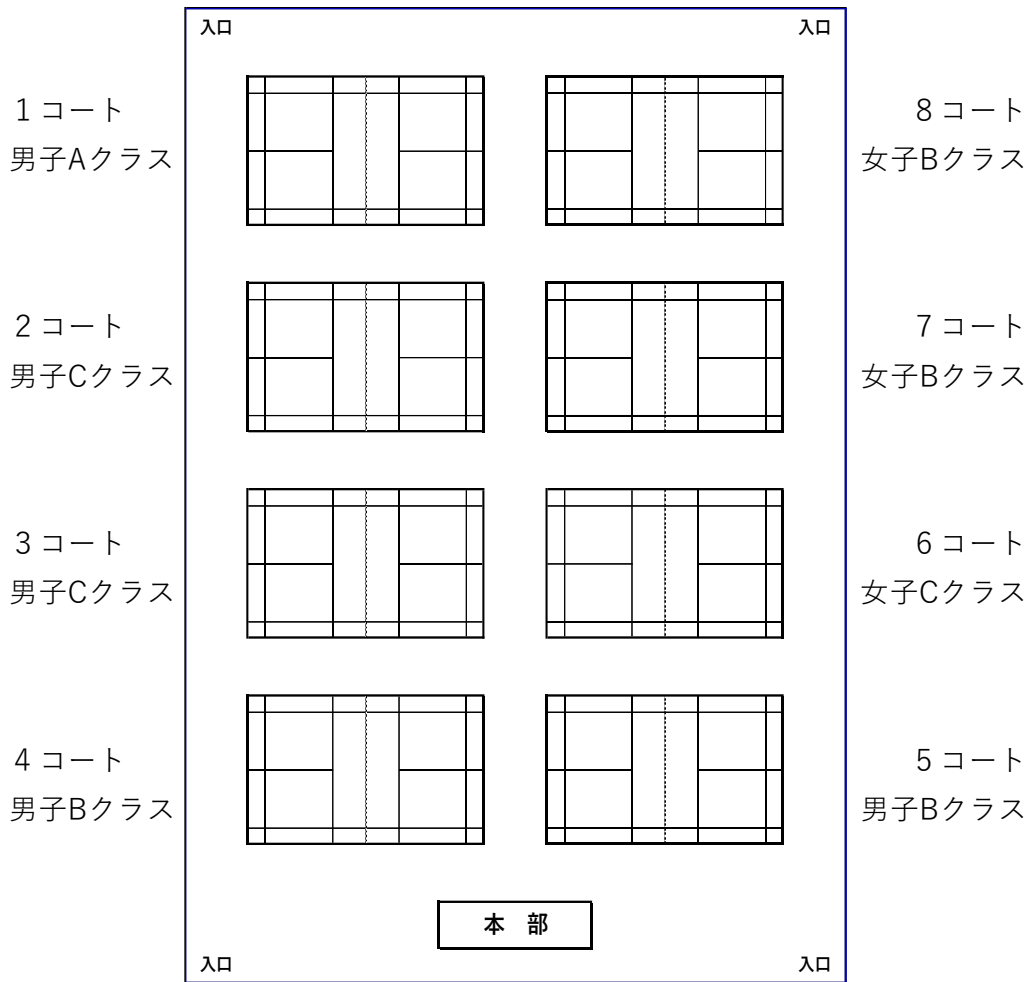 入口 入口
1コート
男子Aクラス
8コート
女子Bクラス
2コート
男子Cクラス
7コート
女子Bクラス
3コート
男子Cクラス
6コート
女子Cクラス
4コート
男子Bクラス
5コート
男子Bクラス
本 部
入口 入口